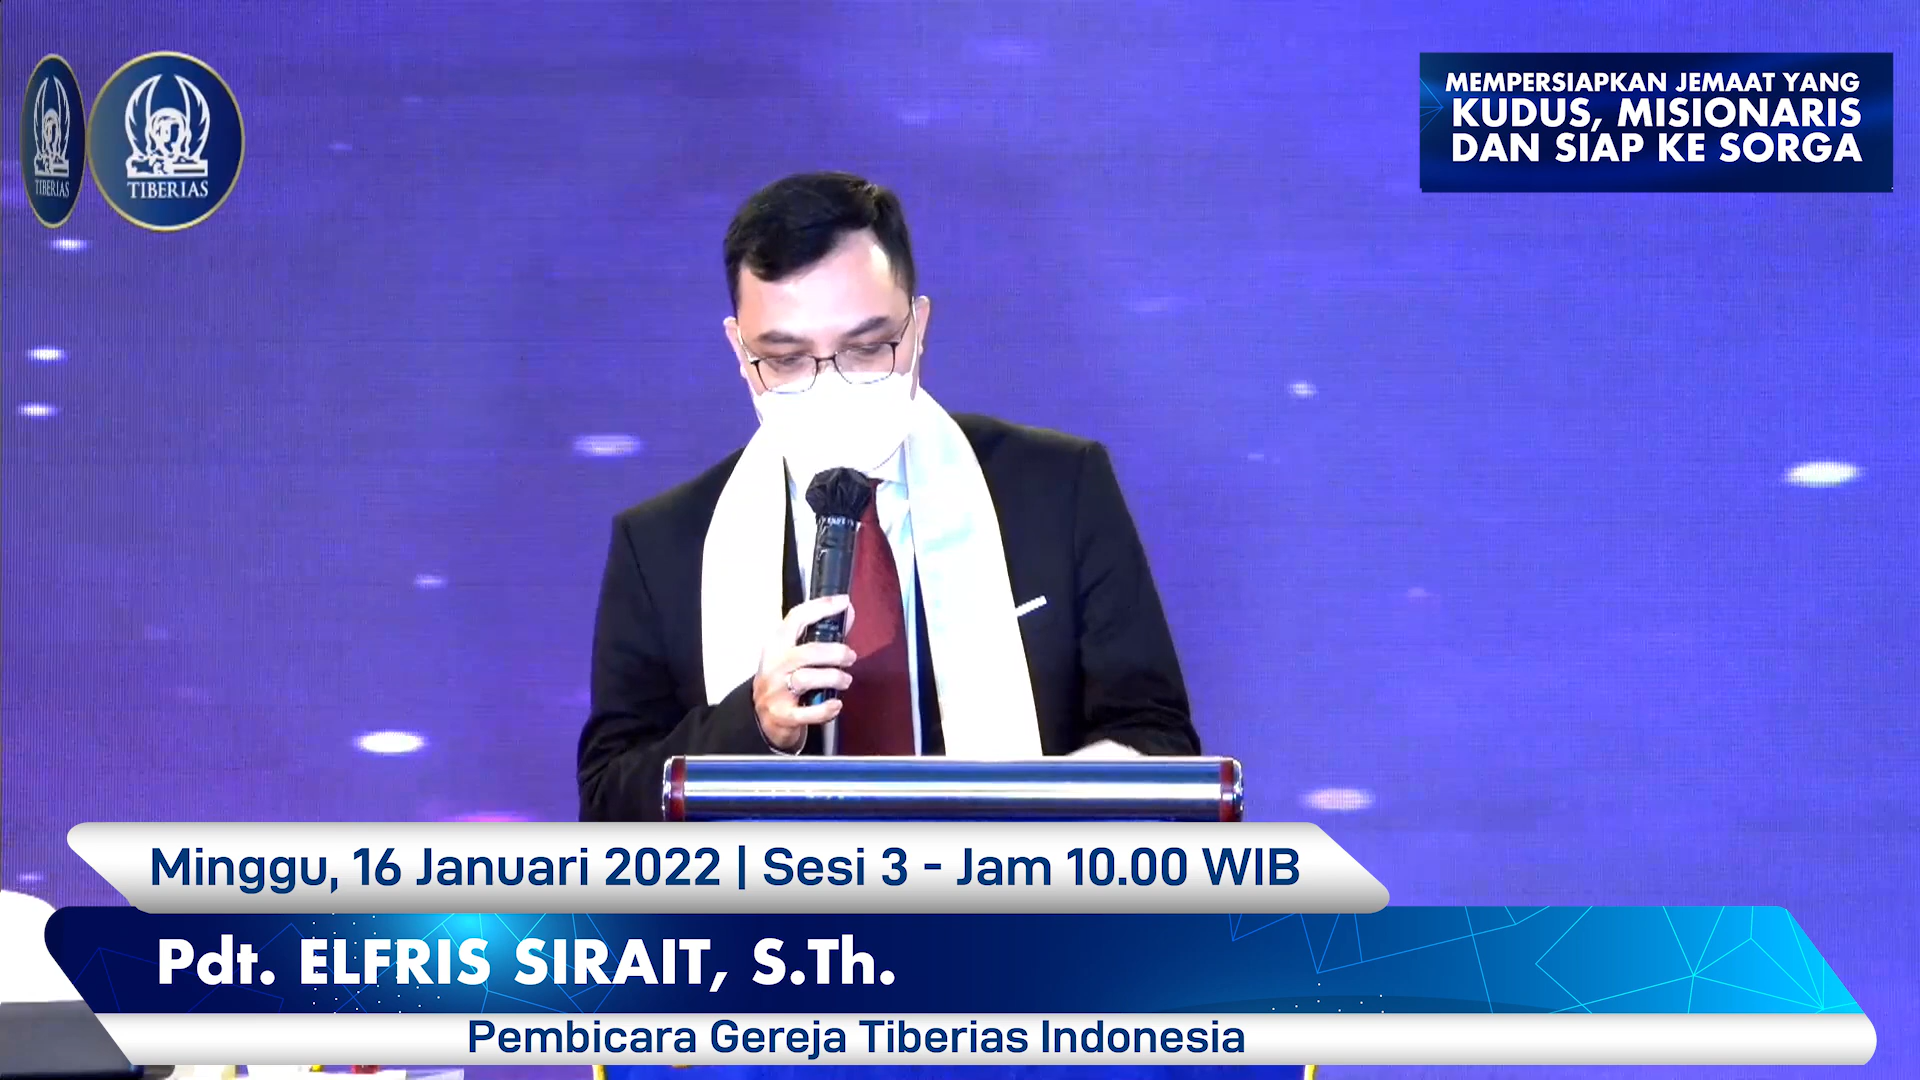 TIBERIAS
TIBERIAS
MEMPERSIAPKAN JEMAAT YANG
KUDUS, MISIONARIS
DAN SIAP KE SORGA
Minggu, 16 Januari 2022 | Sesi 3 - Jam 10.00 WIB
Pdt. ELFRIS SIRAIT, S.Th.
Pembicara Gereja Tiberias Indonesia